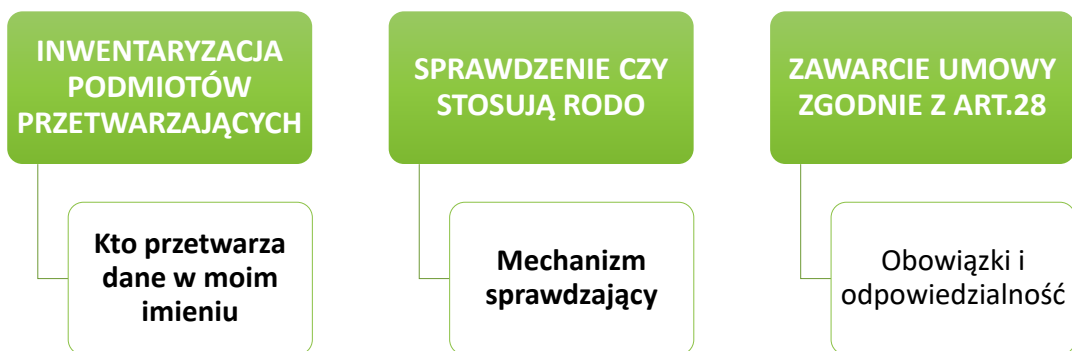 INWENTARYZACJA
PODMIOTÓW
PRZETWARZAJĄCYCH
Kto przetwarza
dane w moim
imieniu
SPRAWDZENIE CZY
STOSUJĄ RODO
Mechanizm
sprawdzający
ZAWARCIE UMOWY
ZGODNIE Z ART.28
Obowiązki i
odpowiedzialność